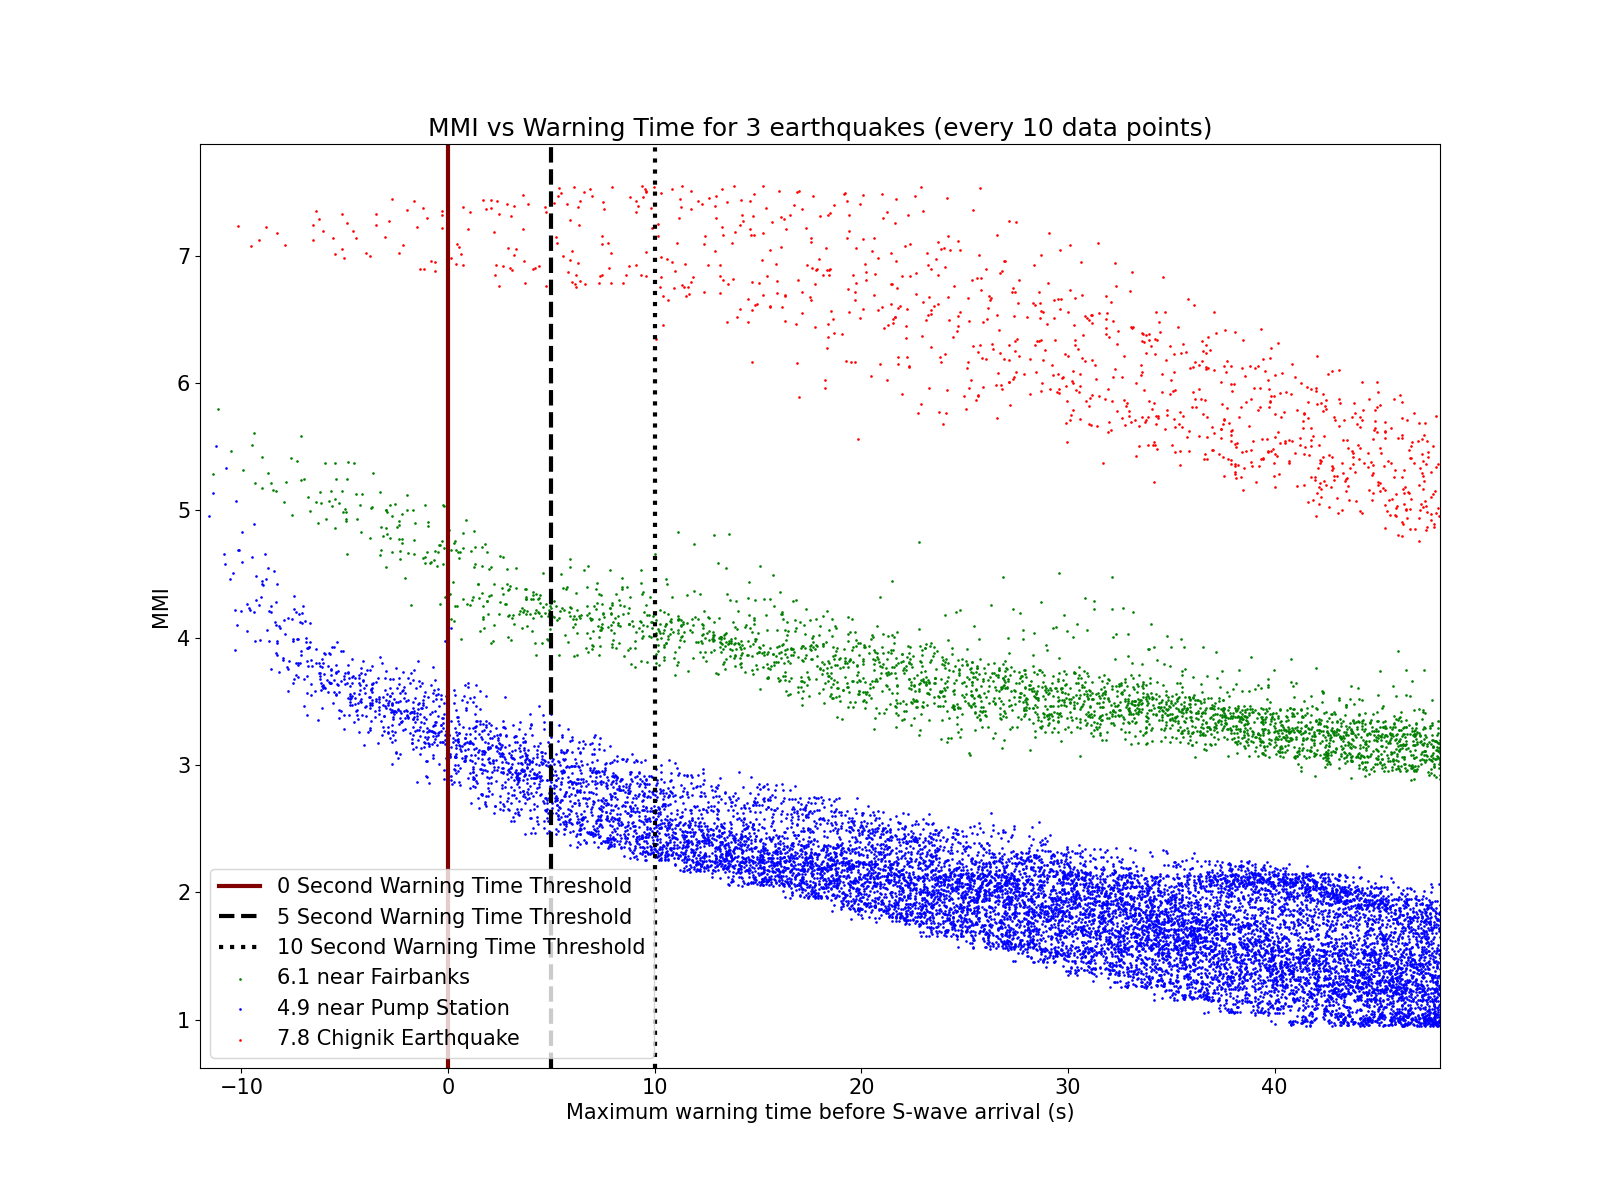 MMI vs Warning Time for 3 earthquakes (every 10 data points)
7
6
5
4
3
2
1
MMI
0 Second Warning Time Threshold
5 Second Warning Time Threshold
10 Second Warning Time Threshold
6.1 near Fairbanks
4.9 near Pump Station
7.8 Chignik Earthquake
−10 0 10 20 30 40
Maximum warning time before S-wave arrival (s)